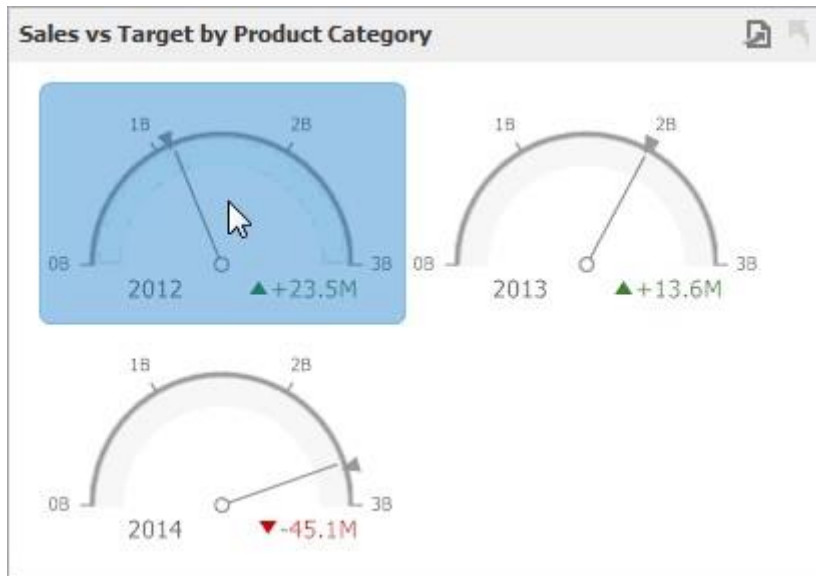 Sales vs Target by Product Category
1B 2B
0B 3B
2012 ▲+23.5M
1B 2B
0B 3B
2013 ▲+13.6M
1B 2B
0B 3B
2014 ▼-45.1M